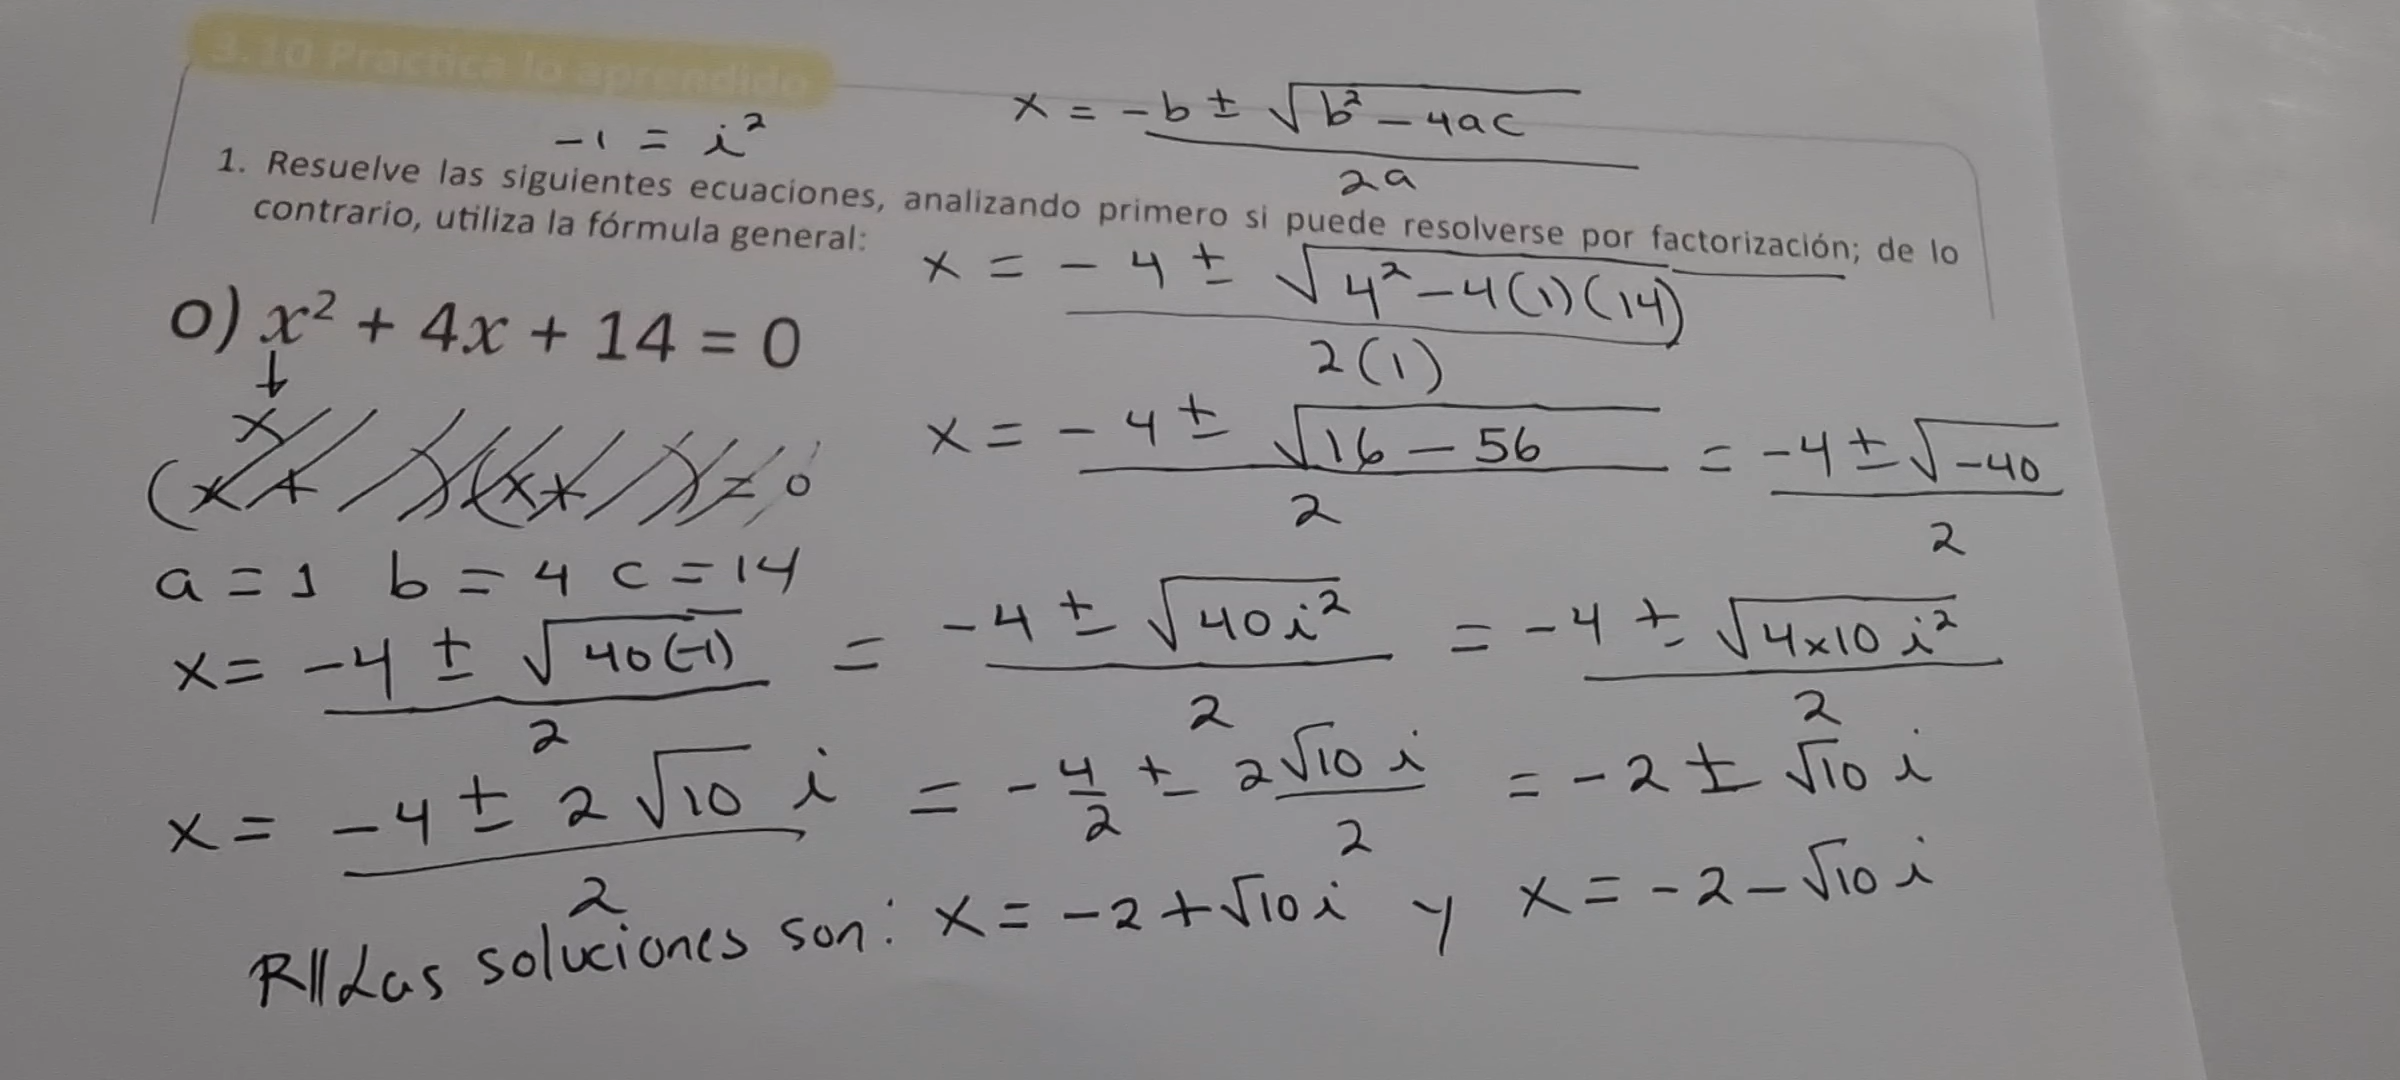 3.10 Practica lo aprendido
-1 = i²
x = -b ± √b² - 4ac / 2a
1. Resuelve las siguientes ecuaciones, analizando primero si puede resolverse por factorización; de lo
contrario, utiliza la fórmula general:
x = -4 ± √4² - 4(1)(14) / 2(1)
o) x² + 4x + 14 = 0
x
(x + )(x + ) = 0
x = -4 ± √16 - 56 / 2 = -4 ± √-40 / 2
a = 1 b = 4 c = 14
x = -4 ± √40(-1) / 2 = -4 ± √40i² / 2 = -4 ± √4x10 i² / 2
x = -4 ± 2√10 i / 2 = -4/2 ± 2√10 i / 2 = -2 ± √10 i
R// Las soluciones son: x = -2 + √10 i y x = -2 - √10 i